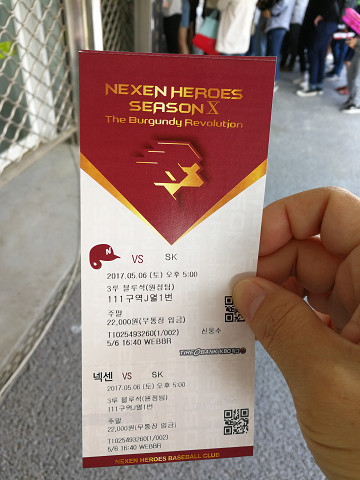 NEXEN HEROES
SEASON X
The Burgundy Revolution
N
VS SK
2017.05.06 (토) 오후 5:00
3루 블루석(원정팀)
111구역J열1번
주말
22,000원(무통장 입금)
T1025493260(1/002)
5/6 16:40 WEBBR
넥센 VS SK
2017.05.06 (토) 오후 5:00
3루 블루석(원정팀)
111구역J열1번
주말
22,000원(무통장 입금)
T1025493260(1/002)
5/6 16:40 WEBBR
NEXEN HEROES BASEBALL CLUB